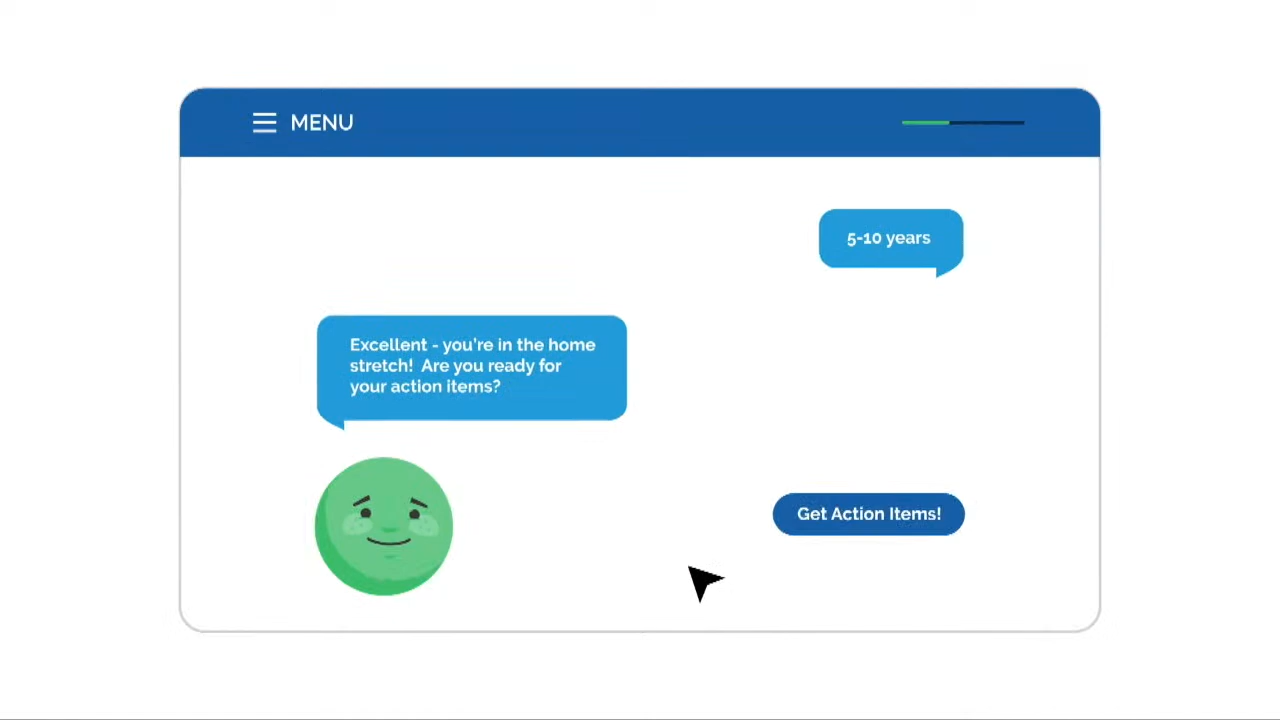 MENU
5-10 years
Excellent - you're in the home
stretch!  Are you ready for
your action items?
Get Action Items!